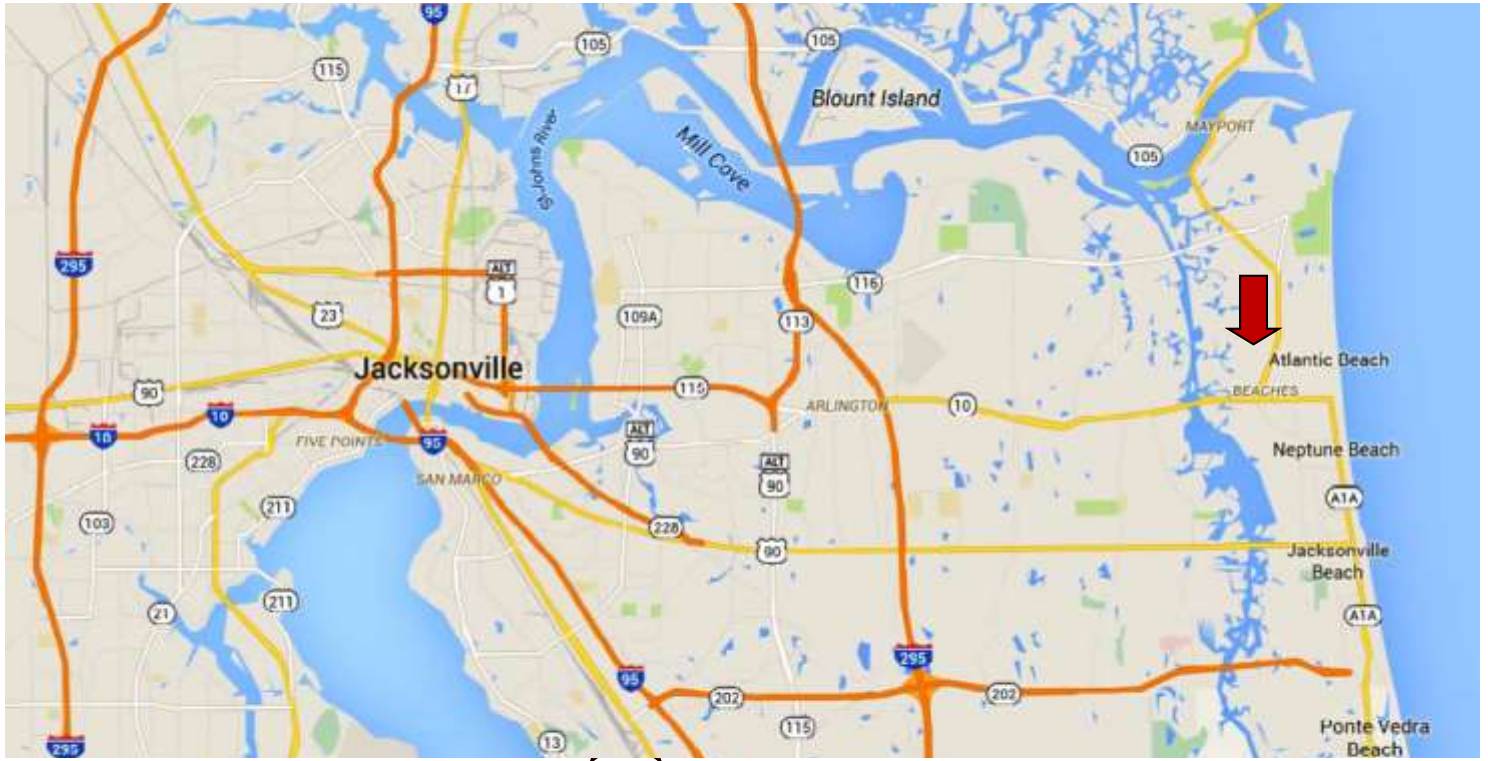 95
105
105
115
17
Blount Island
MAYPORT
Mill Cove
105
St Johns River
295
ALT
1
116
23
109A
113
Atlantic Beach
Jacksonville
90
115
BEACHES
10
ARLINGTON
10
10
FIVE POINTS
95
ALT
90
Neptune Beach
228
SAN MARCO
ALT
90
A1A
211
103
228
90
Jacksonville
Beach
21
211
A1A
95
295
202
202
115
13
295
Ponte Vedra
Beach